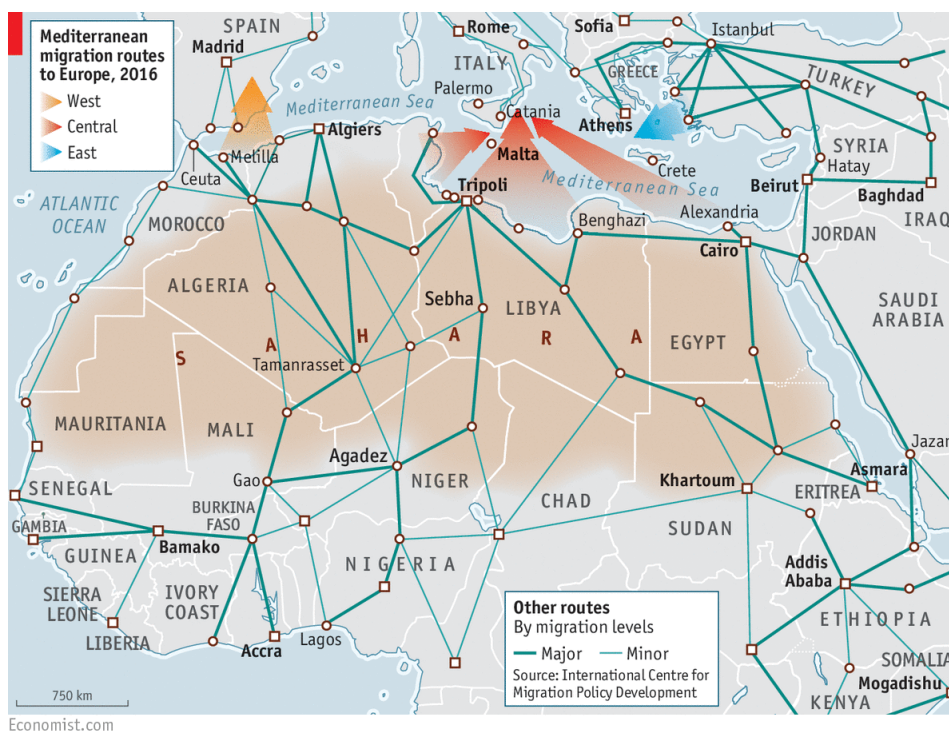 Mediterranean
migration routes
to Europe, 2016
West
Central
East
SPAIN
Madrid
Rome
ITALY
Sofia
Istanbul
GREECE
TURKEY
Palermo
Mediterranean Sea
Catania
Algiers
Athens
Melilla
Malta
SYRIA
Hatay
Ceuta
Crete
Tripoli
Mediterranean Sea
Beirut
Baghdad
ATLANTIC
OCEAN
MOROCCO
Benghazi
Alexandria
IRAQ
Cairo
JORDAN
ALGERIA
Sebha
LIBYA
SAUDI
ARABIA
S A H A R A
EGYPT
Tamanrasset
MAURITANIA
MALI
Agadez
Jazan
Gao
NIGER
Khartoum
Asmara
SENEGAL
CHAD
ERITREA
BURKINA
FASO
GAMBIA
SUDAN
GUINEA
Bamako
NIGERIA
Addis
Ababa
SIERRA
LEONE
IVORY
COAST
ETHIOPIA
LIBERIA
Accra
Lagos
Other routes
By migration levels
Major
Minor
Source: International Centre for
Migration Policy Development
SOMALIA
Mogadishu
KENYA
750 km
Economist.com